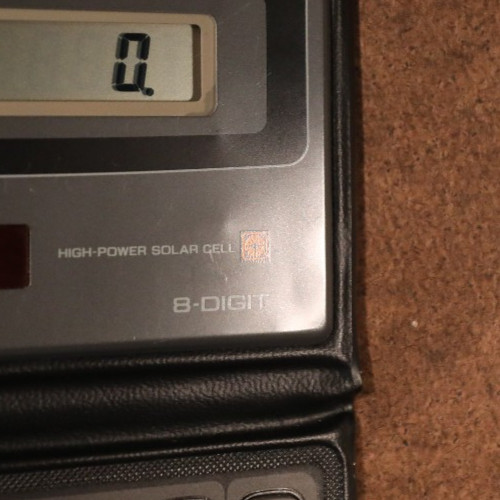 0.
HIGH-POWER SOLAR CELL
8-DIGIT